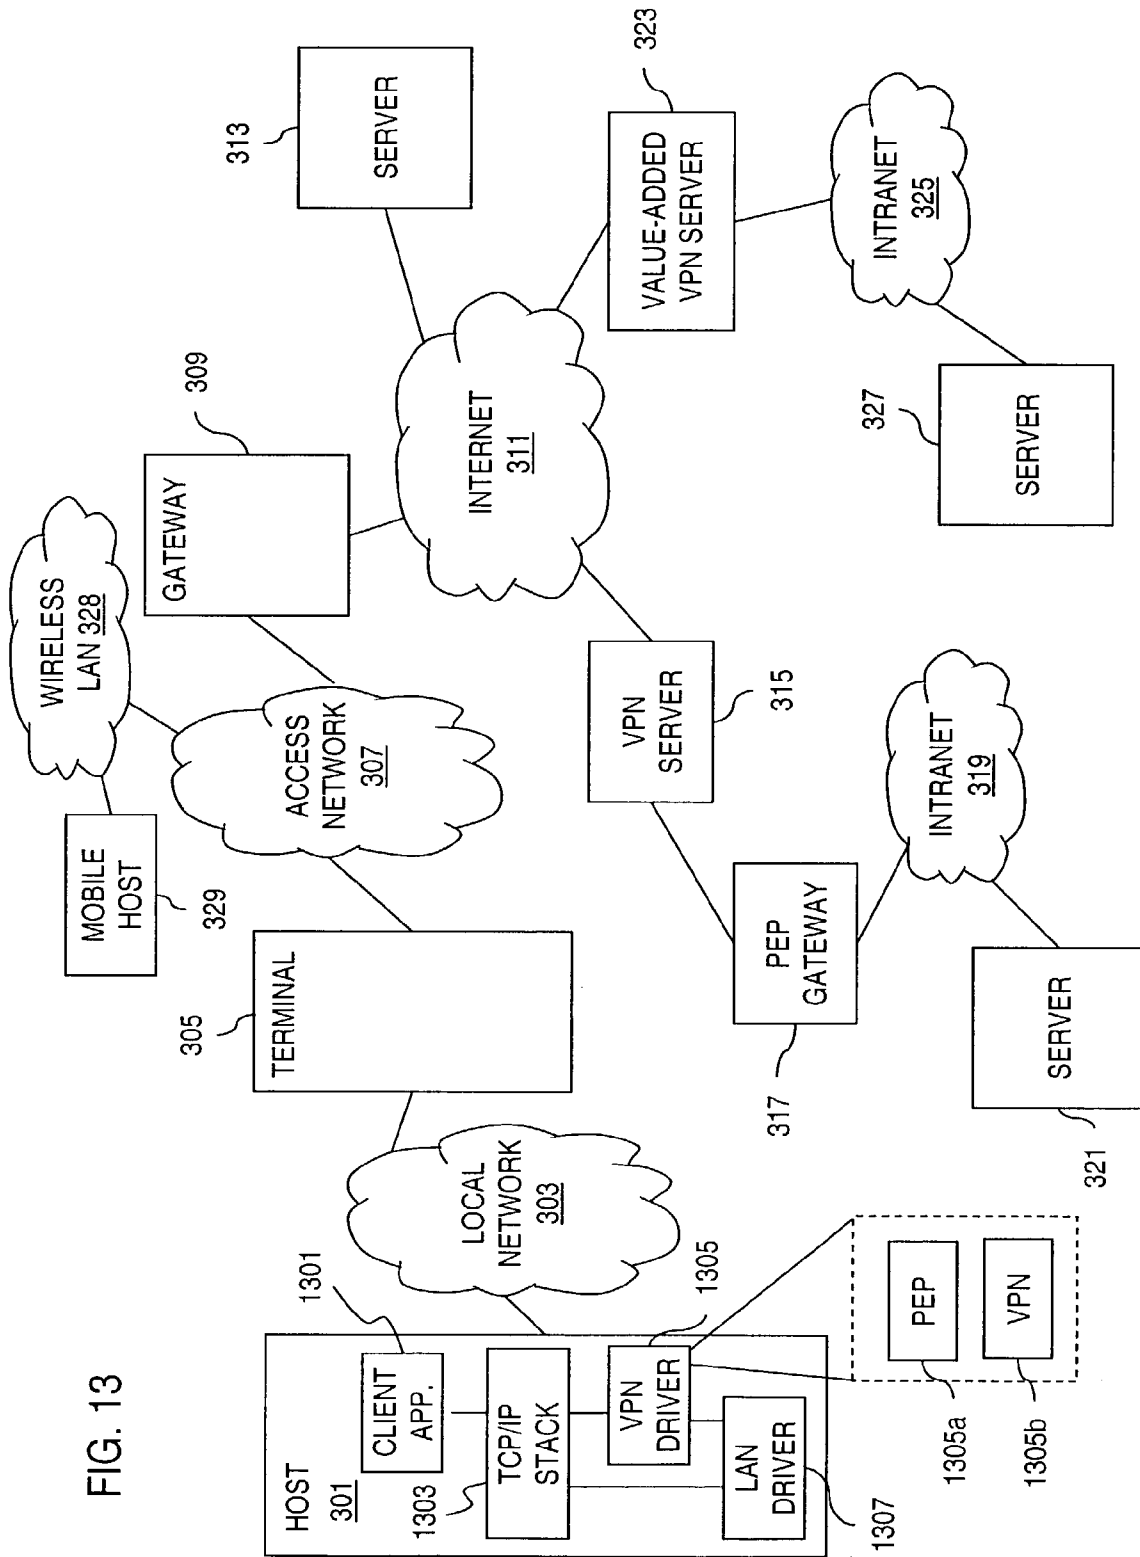 FIG. 13
HOST
301
CLIENT
APP.
1301
TCP/IP
STACK
1303
VPN
DRIVER
1305
LAN
DRIVER
1307
PEP
1305a
VPN
1305b
LOCAL
NETWORK
303
TERMINAL
305
MOBILE
HOST
329
WIRELESS
LAN 328
ACCESS
NETWORK
307
GATEWAY
309
INTERNET
311
SERVER
313
VPN
SERVER
315
PEP
GATEWAY
317
INTRANET
319
SERVER
321
VALUE-ADDED
VPN SERVER
323
INTRANET
325
SERVER
327